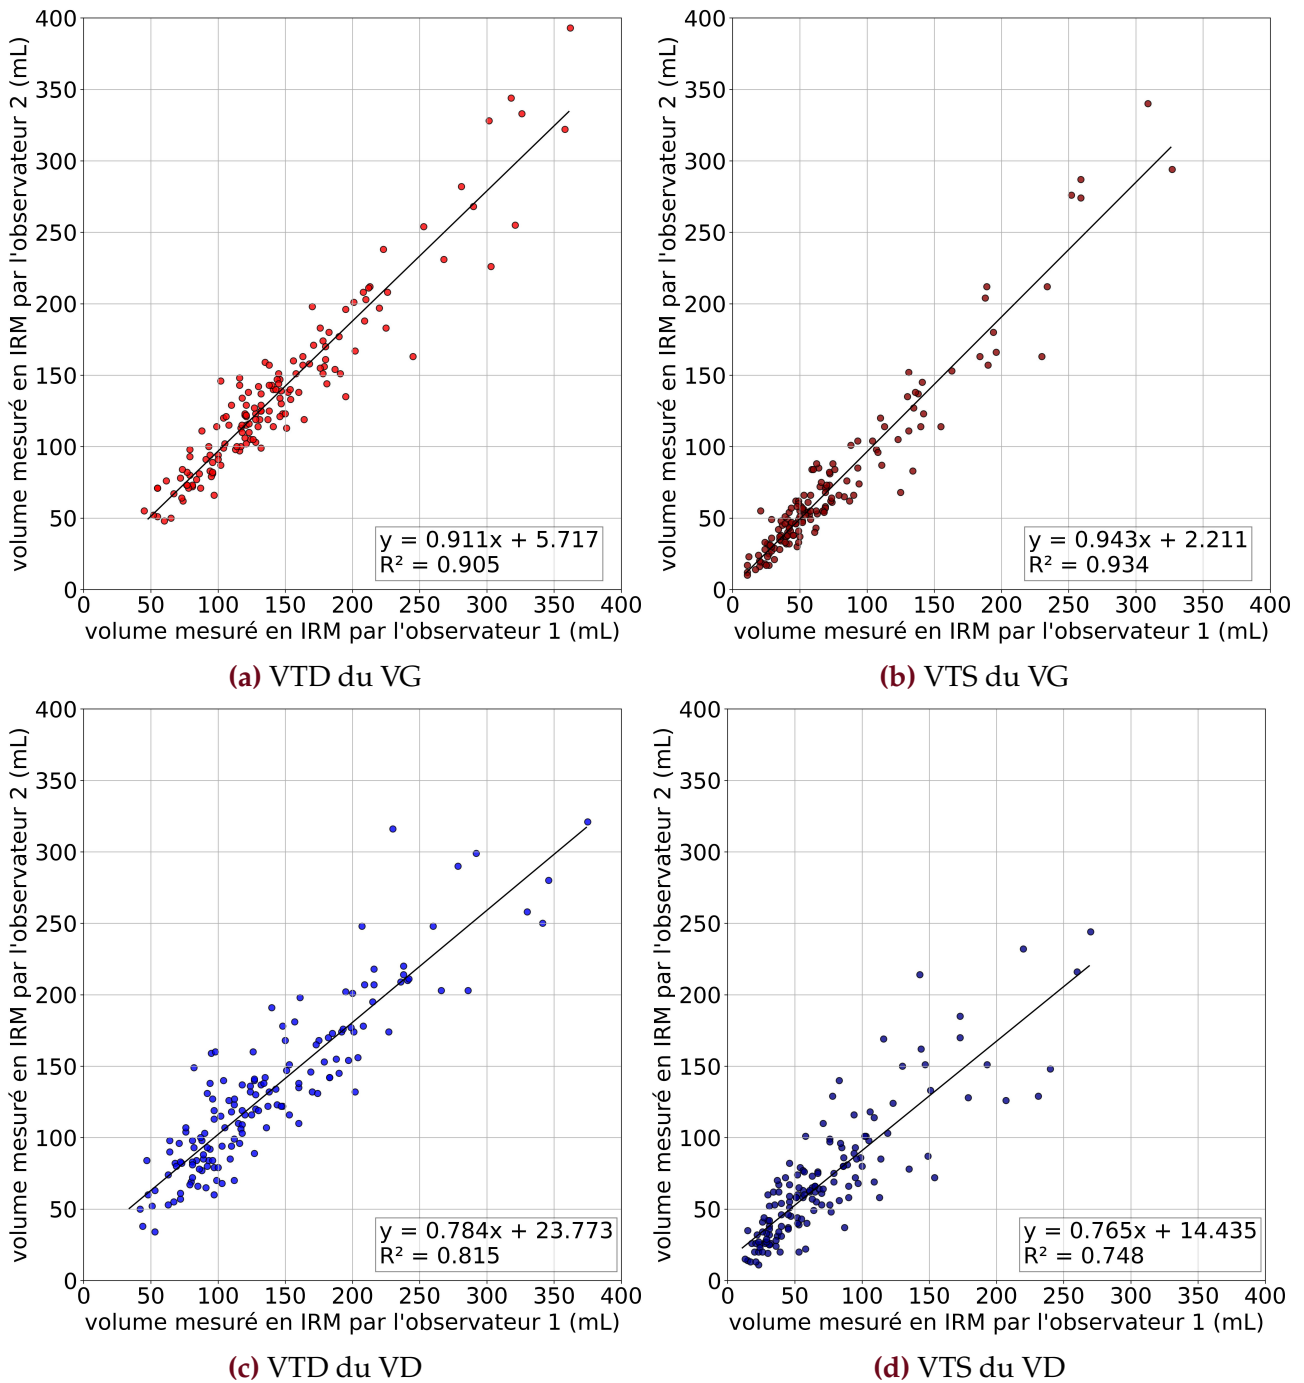 400
350
300
250
200
150
100
50
0
volume mesuré en IRM par l'observateur 2 (mL)
y = 0.911x + 5.717
R² = 0.905
0 50 100 150 200 250 300 350 400
volume mesuré en IRM par l'observateur 1 (mL)
(a) VTD du VG
400
350
300
250
200
150
100
50
0
volume mesuré en IRM par l'observateur 2 (mL)
y = 0.943x + 2.211
R² = 0.934
0 50 100 150 200 250 300 350 400
volume mesuré en IRM par l'observateur 1 (mL)
(b) VTS du VG
400
350
300
250
200
150
100
50
0
volume mesuré en IRM par l'observateur 2 (mL)
y = 0.784x + 23.773
R² = 0.815
0 50 100 150 200 250 300 350 400
volume mesuré en IRM par l'observateur 1 (mL)
(c) VTD du VD
400
350
300
250
200
150
100
50
0
volume mesuré en IRM par l'observateur 2 (mL)
y = 0.765x + 14.435
R² = 0.748
0 50 100 150 200 250 300 350 400
volume mesuré en IRM par l'observateur 1 (mL)
(d) VTS du VD